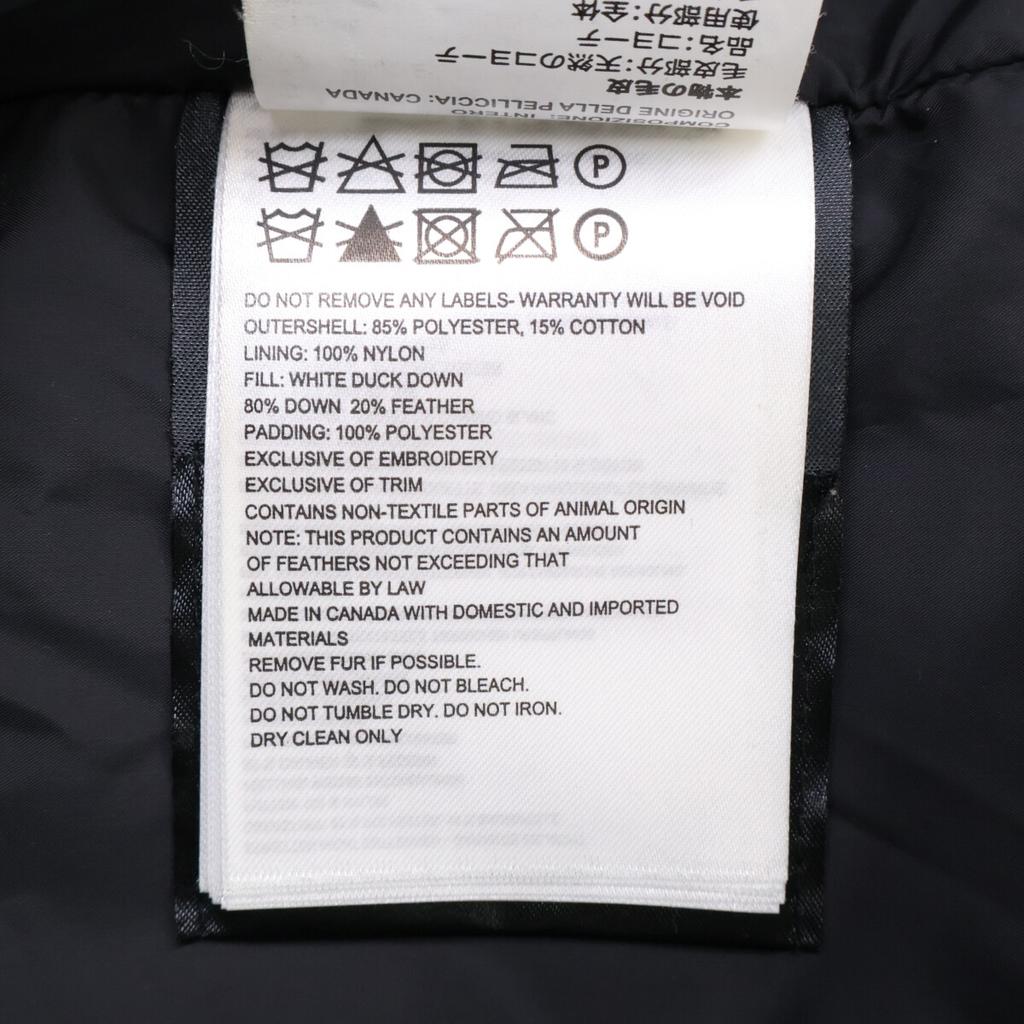 使用部分:全体
品名:コヨーテ
毛皮部分:天然のコヨーテ
本物の毛皮
ORIGINE DELLA PELLICCIA: CANADA
COMPOSIZIONE: INTERO
P
P
DO NOT REMOVE ANY LABELS- WARRANTY WILL BE VOID
OUTERSHELL: 85% POLYESTER, 15% COTTON
LINING: 100% NYLON
FILL: WHITE DUCK DOWN
80% DOWN 20% FEATHER
PADDING: 100% POLYESTER
EXCLUSIVE OF EMBROIDERY
EXCLUSIVE OF TRIM
CONTAINS NON-TEXTILE PARTS OF ANIMAL ORIGIN
NOTE: THIS PRODUCT CONTAINS AN AMOUNT
OF FEATHERS NOT EXCEEDING THAT
ALLOWABLE BY LAW
MADE IN CANADA WITH DOMESTIC AND IMPORTED
MATERIALS
REMOVE FUR IF POSSIBLE.
DO NOT WASH. DO NOT BLEACH.
DO NOT TUMBLE DRY. DO NOT IRON.
DRY CLEAN ONLY